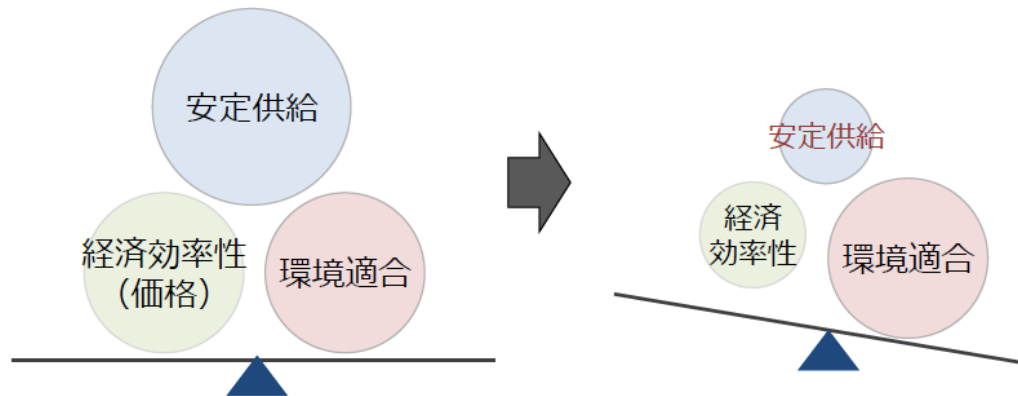 安定供給
経済効率性
（価格）
環境適合
安定供給
経済
効率性
環境適合